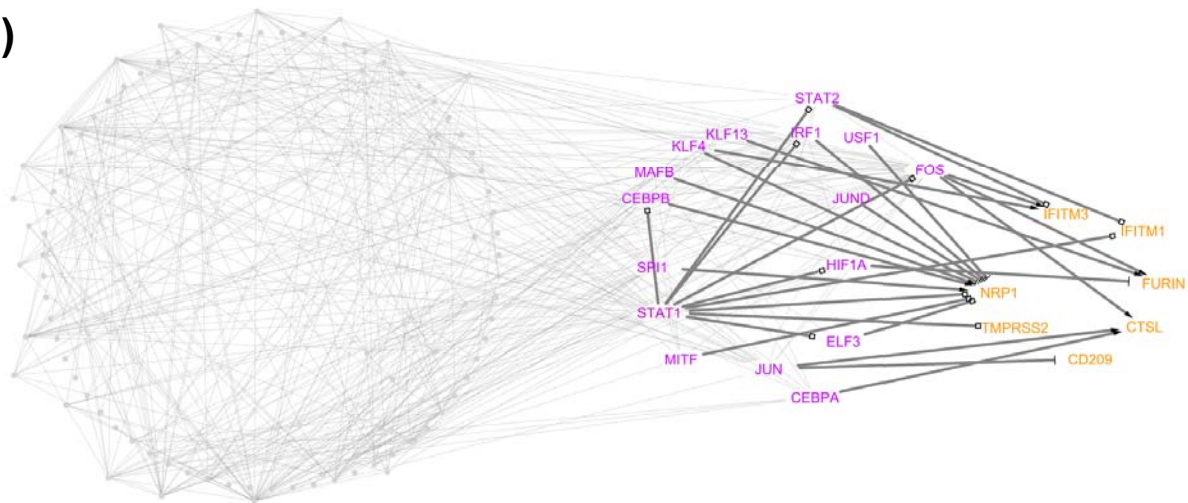 )
STAT2
KLF13
IRF1
USF1
KLF4
MAFB
FOS
CEBPB
JUND
IFITM3
IFITM1
SPI1
HIF1A
FURIN
NRP1
STAT1
TMPRSS2
CTSL
ELF3
MITF
CD209
JUN
CEBPA